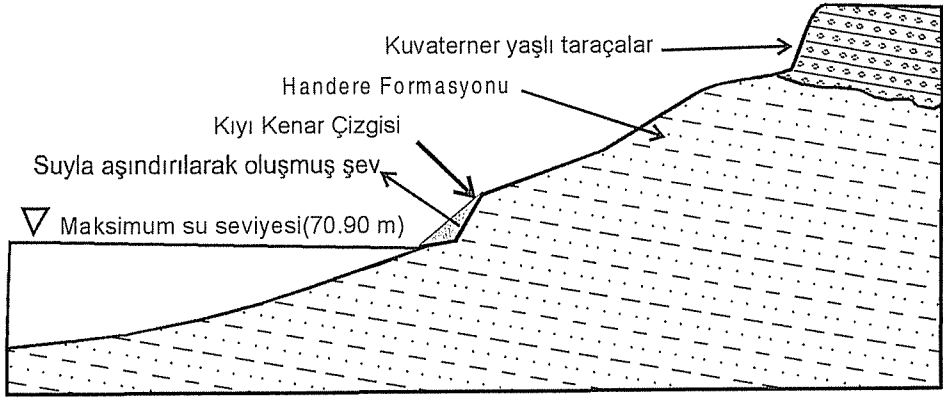 Kuvaterner yaşlı taraçalar
Handere Formasyonu
Kıyı Kenar Çizgisi
Suyla aşındırılarak oluşmuş şev
Maksimum su seviyesi(70.90 m)